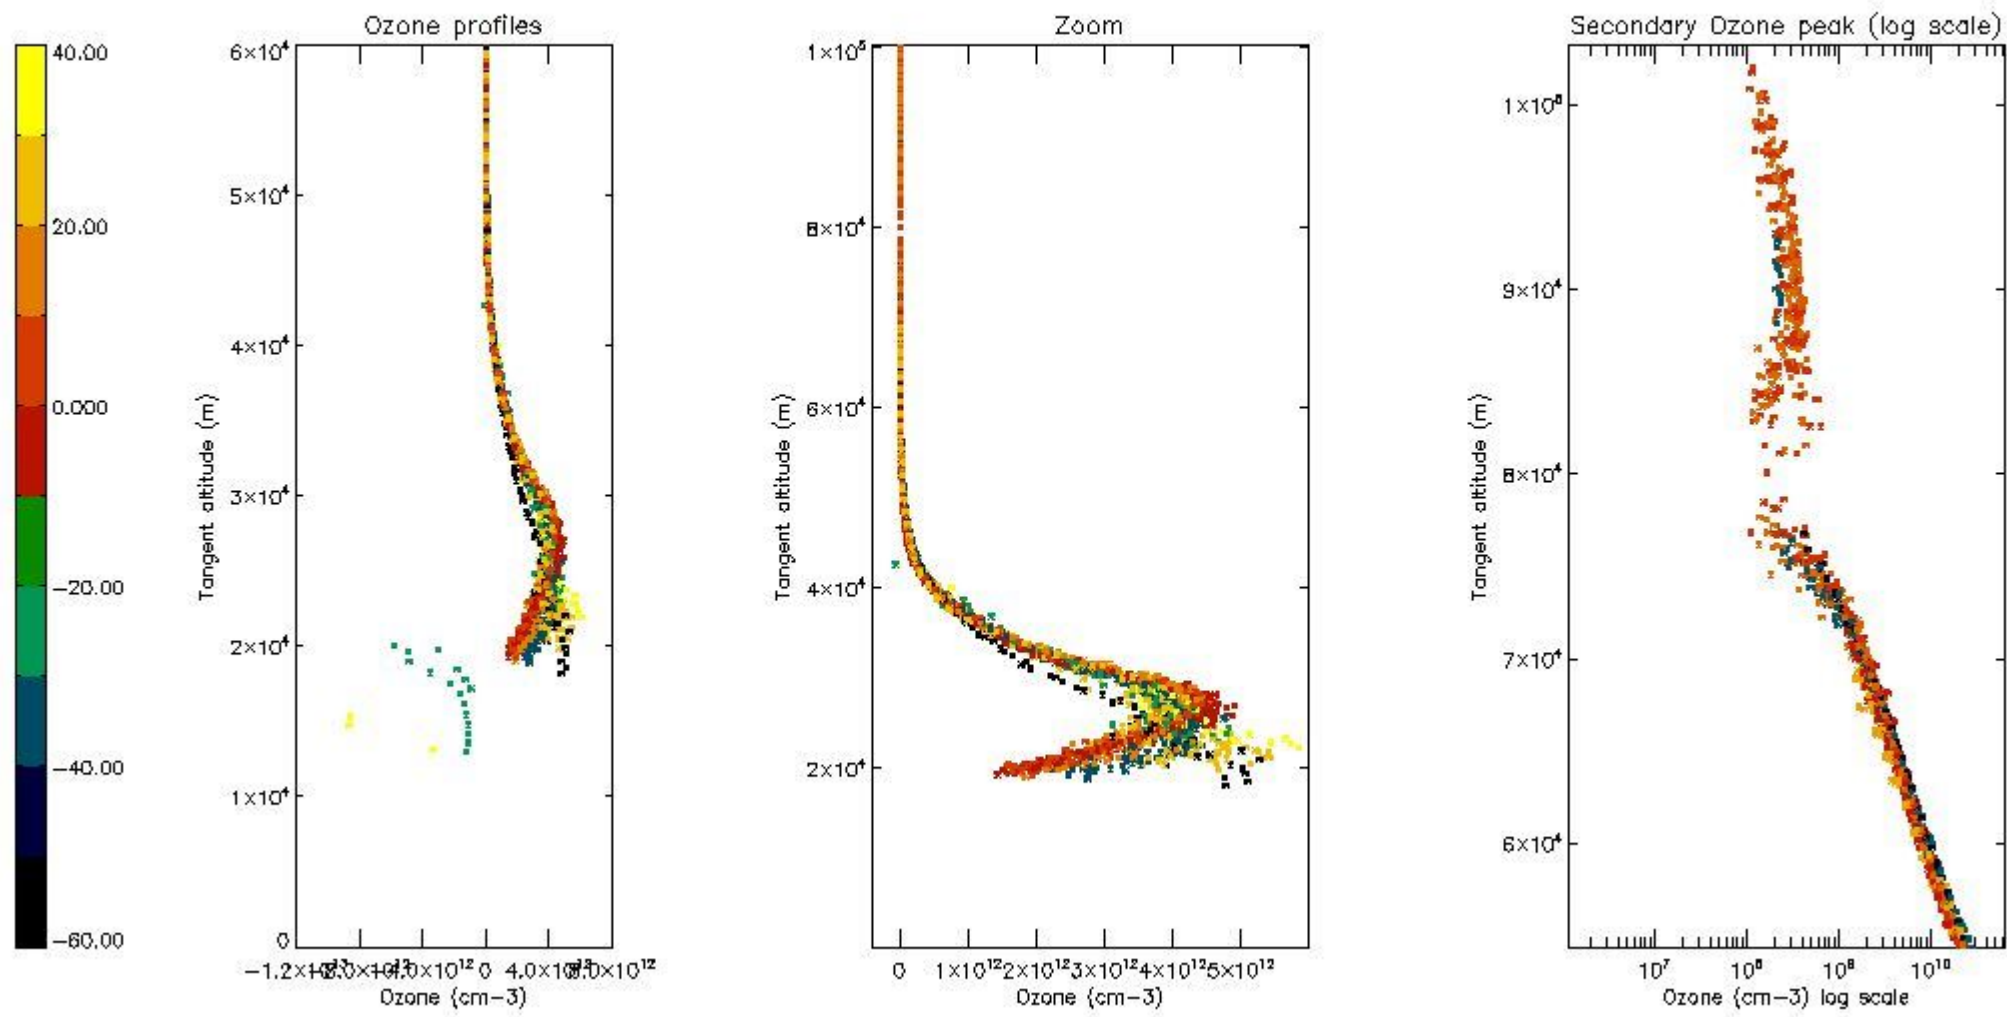 Ozone profiles
Zoom
Secondary Ozone peak (log scale)
40.00
20.00
0.000
−20.00
−40.00
−60.00
Tangent altitude (m)
6×10⁴
5×10⁴
4×10⁴
3×10⁴
2×10⁴
1×10⁴
0
0
Ozone (cm−3)
Tangent altitude (m)
1×10⁵
8×10⁴
6×10⁴
4×10⁴
2×10⁴
0 1×10¹² 2×10¹² 3×10¹² 4×10¹² 5×10¹²
Ozone (cm−3)
Tangent altitude (m)
9×10⁴
8×10⁴
7×10⁴
6×10⁴
10⁷ 10⁸ 10⁹ 10¹⁰
Ozone (cm−3) log scale